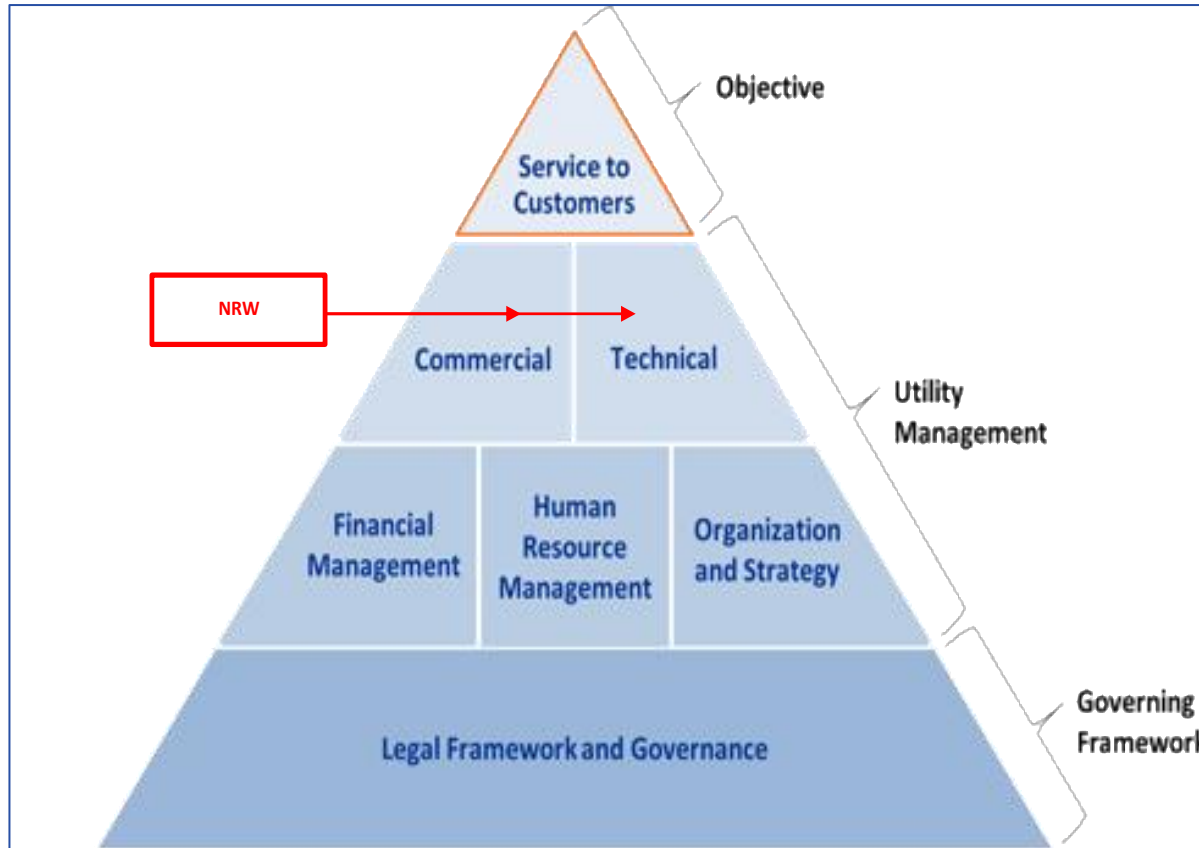 Objective
Service to
Customers
NRW
Commercial
Technical
Utility
Management
Financial
Management
Human
Resource
Management
Organization
and Strategy
Governing
Framework
Legal Framework and Governance